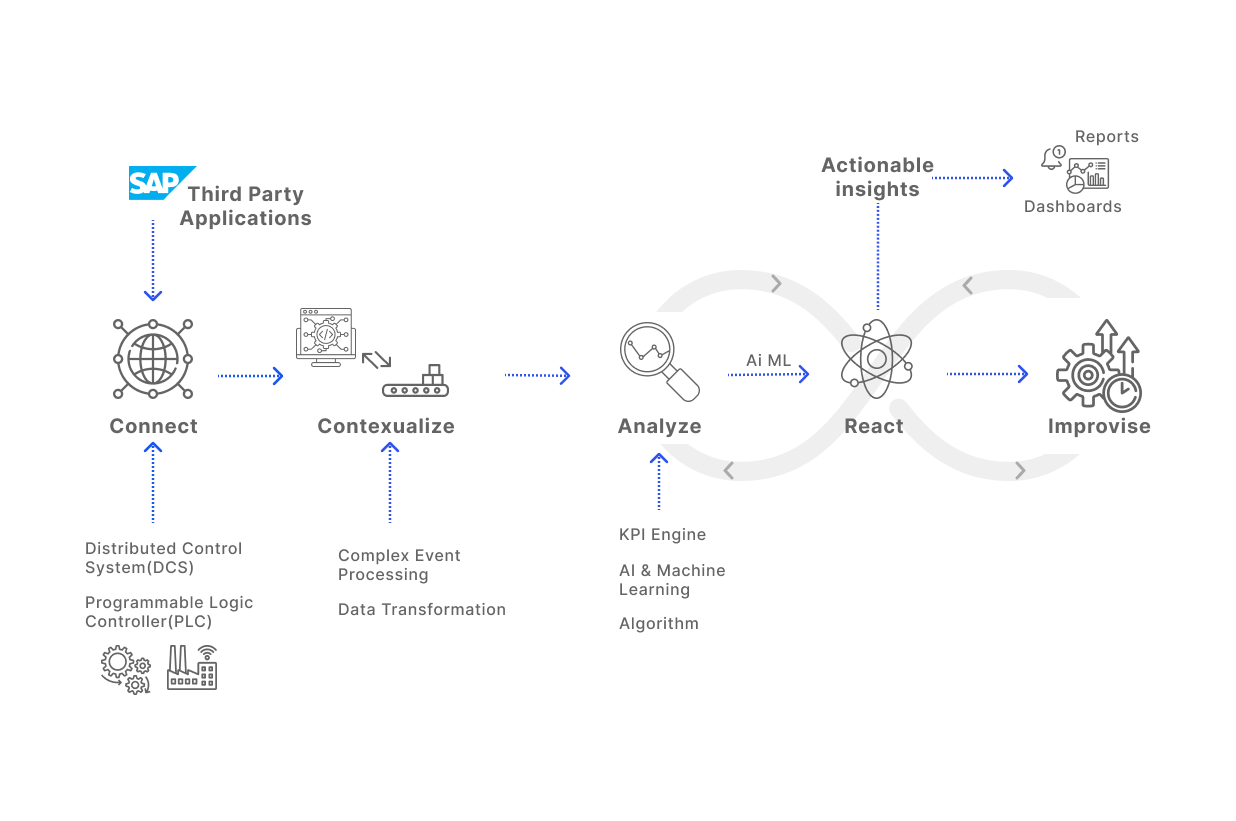 SAP
Third Party
Applications
Actionable
insights
Reports
1
Dashboards
Ai ML
Connect
Contexualize
Analyze
React
Improvise
Distributed Control
System(DCS)
Programmable Logic
Controller(PLC)
Complex Event
Processing
Data Transformation
KPI Engine
AI & Machine
Learning
Algorithm